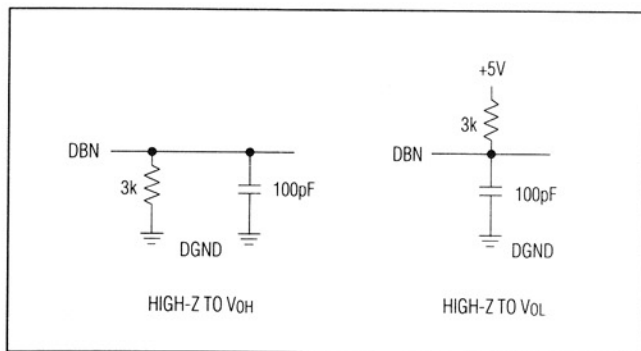 DBN
3k
100pF
DGND
HIGH-Z TO VOH
+5V
3k
DBN
100pF
DGND
HIGH-Z TO VOL